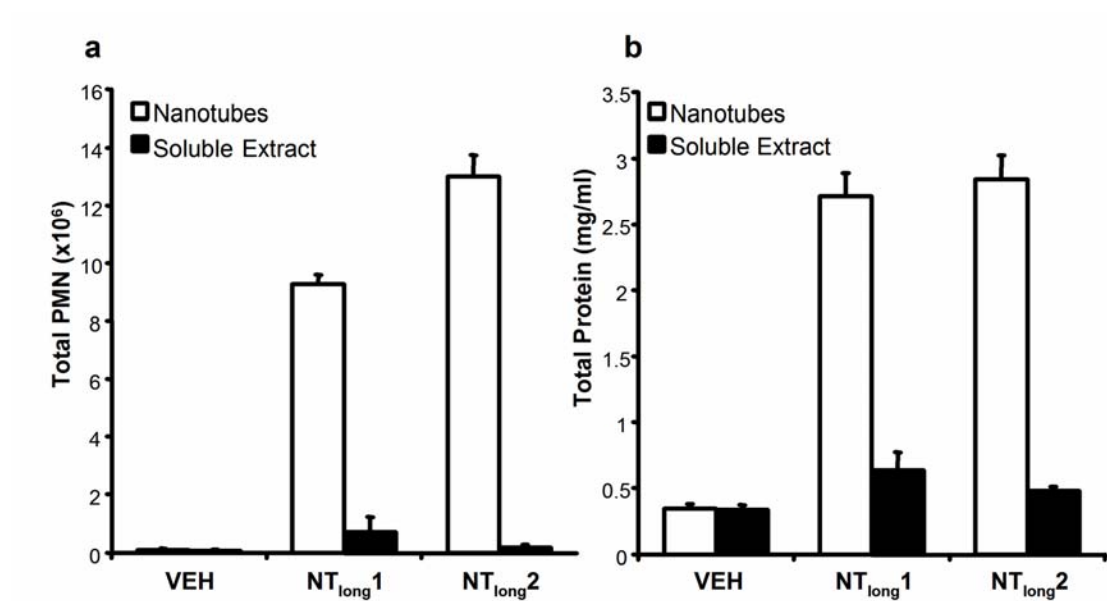 a
Nanotubes
Soluble Extract
Total PMN (x10⁶)
16
14
12
10
8
6
4
2
0
VEH
NTlong1
NTlong2
b
Nanotubes
Soluble Extract
Total Protein (mg/ml)
3.5
3
2.5
2
1.5
1
0.5
0
VEH
NTlong1
NTlong2